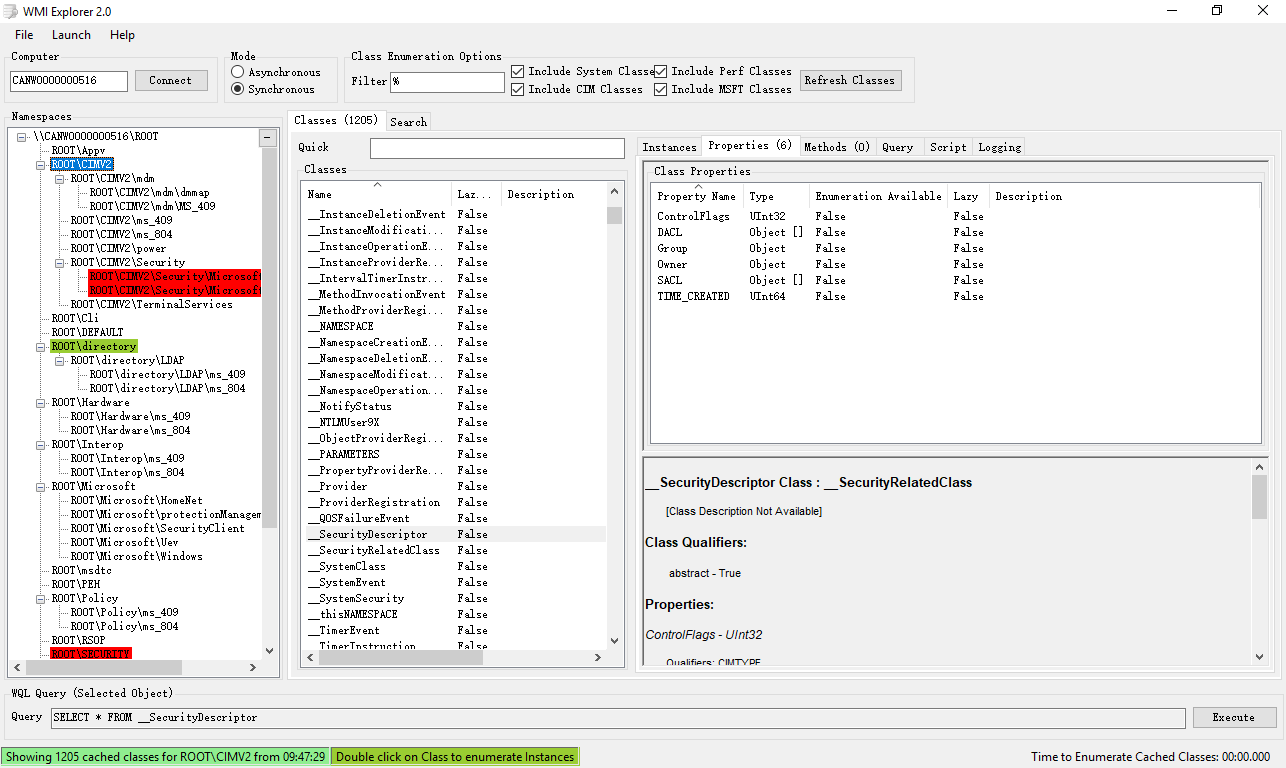 WMI Explorer 2.0
File Launch Help
Computer
CANW0000000516
Connect
Mode
Asynchronous
Synchronous
Class Enumeration Options
Filter %
Include System Classe
Include Perf Classes
Include CIM Classes
Include MSFT Classes
Refresh Classes
Namespaces
\\CANW0000000516\ROOT
ROOT\Appv
ROOT\CIMV2
ROOT\CIMV2\mdm
ROOT\CIMV2\mdm\dmmap
ROOT\CIMV2\mdm\MS_409
ROOT\CIMV2\ms_409
ROOT\CIMV2\ms_804
ROOT\CIMV2\power
ROOT\CIMV2\Security
ROOT\CIMV2\Security\Microsoft
ROOT\CIMV2\Security\Microsoft
ROOT\CIMV2\TerminalServices
ROOT\Cli
ROOT\DEFAULT
ROOT\directory
ROOT\directory\LDAP
ROOT\directory\LDAP\ms_409
ROOT\directory\LDAP\ms_804
ROOT\Hardware
ROOT\Hardware\ms_409
ROOT\Hardware\ms_804
ROOT\Interop
ROOT\Interop\ms_409
ROOT\Interop\ms_804
ROOT\Microsoft
ROOT\Microsoft\HomeNet
ROOT\Microsoft\protectionManagem
ROOT\Microsoft\SecurityClient
ROOT\Microsoft\Uev
ROOT\Microsoft\Windows
ROOT\msdtc
ROOT\PEH
ROOT\Policy
ROOT\Policy\ms_409
ROOT\Policy\ms_804
ROOT\RSOP
ROOT\SECURITY
Classes (1205) Search
Quick
Classes
Name Laz... Description
__InstanceDeletionEvent False
__InstanceModificati... False
__InstanceOperationE... False
__InstanceProviderRe... False
__IntervalTimerInstr... False
__MethodInvocationEvent False
__MethodProviderRegi... False
__NAMESPACE False
__NamespaceCreationE... False
__NamespaceDeletionE... False
__NamespaceModificat... False
__NamespaceOperation... False
__NotifyStatus False
__NTLMUser9X False
__ObjectProviderRegi... False
__PARAMETERS False
__PropertyProviderRe... False
__Provider False
__ProviderRegistration False
__QOSFailureEvent False
__SecurityDescriptor False
__SecurityRelatedClass False
__SystemClass False
__SystemEvent False
__SystemSecurity False
__thisNAMESPACE False
__TimerEvent False
__TimerInstruction False
Instances Properties (6) Methods (0) Query Script Logging
Class Properties
Property Name Type Enumeration Available Lazy Description
ControlFlags UInt32 False False
DACL Object [] False False
Group Object False False
Owner Object False False
SACL Object [] False False
TIME_CREATED UInt64 False False
__SecurityDescriptor Class : __SecurityRelatedClass
[Class Description Not Available]
Class Qualifiers:
abstract - True
Properties:
ControlFlags - UInt32
Qualifiers: CIMTYPE
WQL Query (Selected Object)
Query SELECT * FROM __SecurityDescriptor
Execute
Showing 1205 cached classes for ROOT\CIMV2 from 09:47:29
Double click on Class to enumerate Instances
Time to Enumerate Cached Classes: 00:00.000